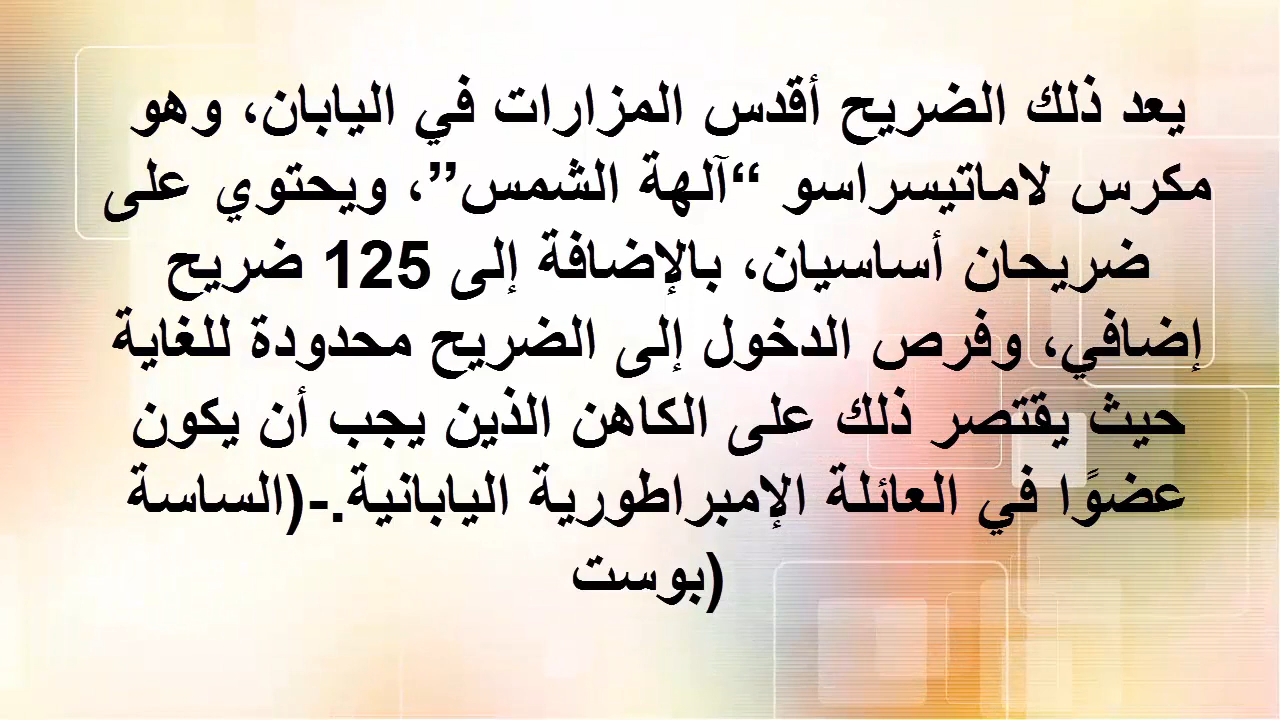 يعد ذلك الضريح أقدس المزارات في اليابان، وهو
مكرس لاماتيسراسو “آلهة الشمس”، ويحتوي على
ضريحان أساسيان، بالإضافة إلى 125 ضريح
إضافي، وفرص الدخول إلى الضريح محدودة للغاية
حيث يقتصر ذلك على الكاهن الذين يجب أن يكون
عضوًا في العائلة الإمبراطورية اليابانية.-(الساسة
بوست)